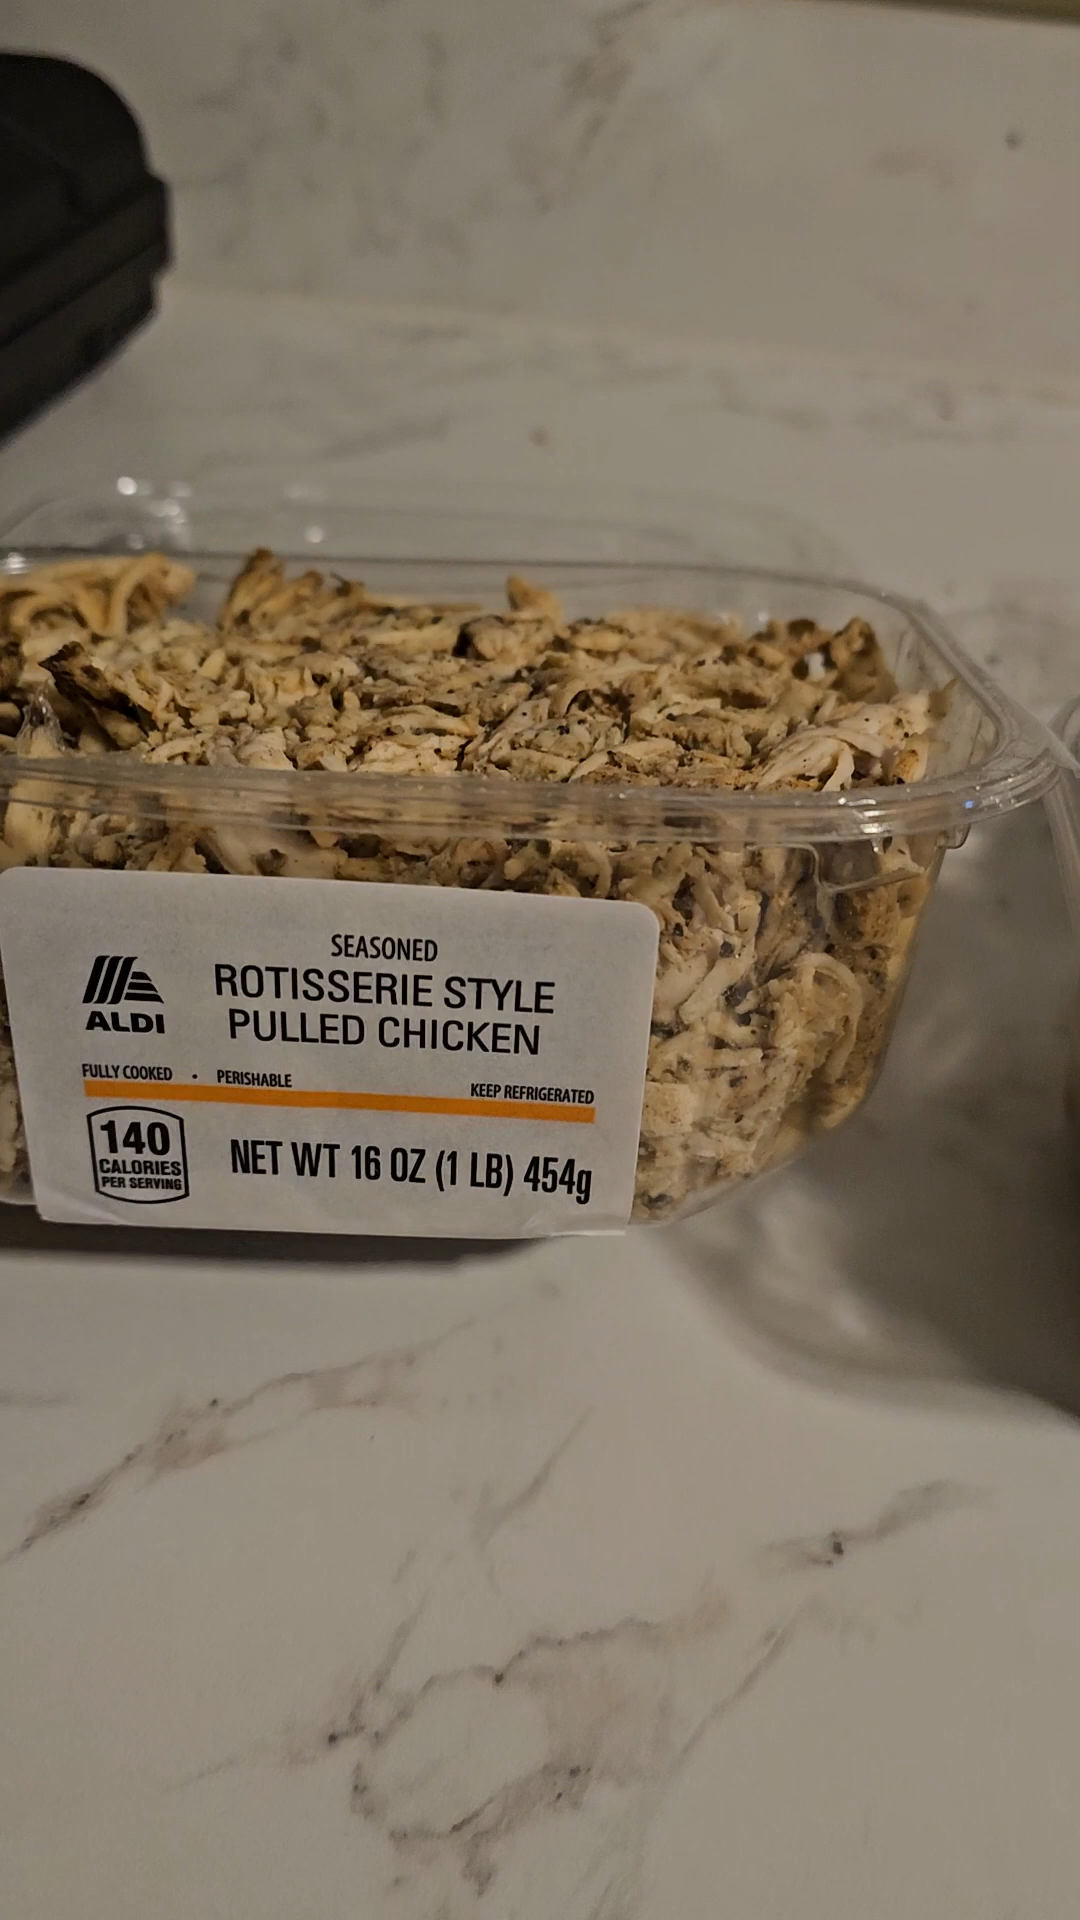 SEASONED
ROTISSERIE STYLE
PULLED CHICKEN
ALDI
FULLY COOKED • PERISHABLE
KEEP REFRIGERATED
140
CALORIES
PER SERVING
NET WT 16 OZ (1 LB) 454g